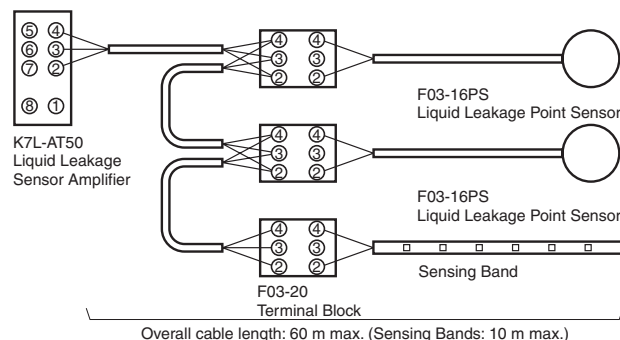 ⑤ ④ ④ ④
⑥ ③ ③ ③
⑦ ② ② ②
⑧ ①
F03-16PS
Liquid Leakage Point Sensor
K7L-AT50
Liquid Leakage
Sensor Amplifier
④ ④
③ ③
② ②
F03-16PS
Liquid Leakage Point Sensor
④ ④
③ ③
② ②
Sensing Band
F03-20
Terminal Block
Overall cable length: 60 m max. (Sensing Bands: 10 m max.)